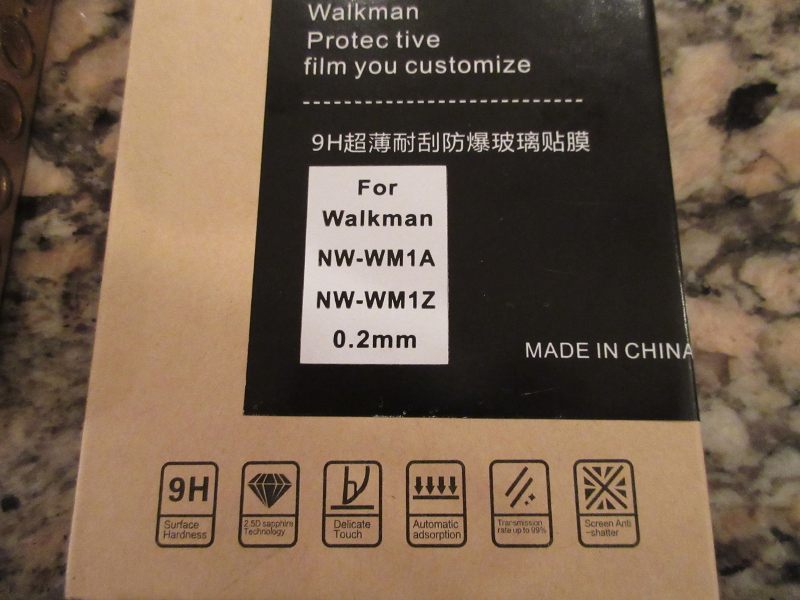 Walkman
Protec tive
film you customize
9H超薄耐刮防爆玻璃贴膜
For
Walkman
NW-WM1A
NW-WM1Z
0.2mm
MADE IN CHINA
9H
Surface
Hardness
2.5D sapphire
Technology
Delicate
Touch
Automatic
adsorption
Transmission
rate up to 99%
Screen Anti
-shatter